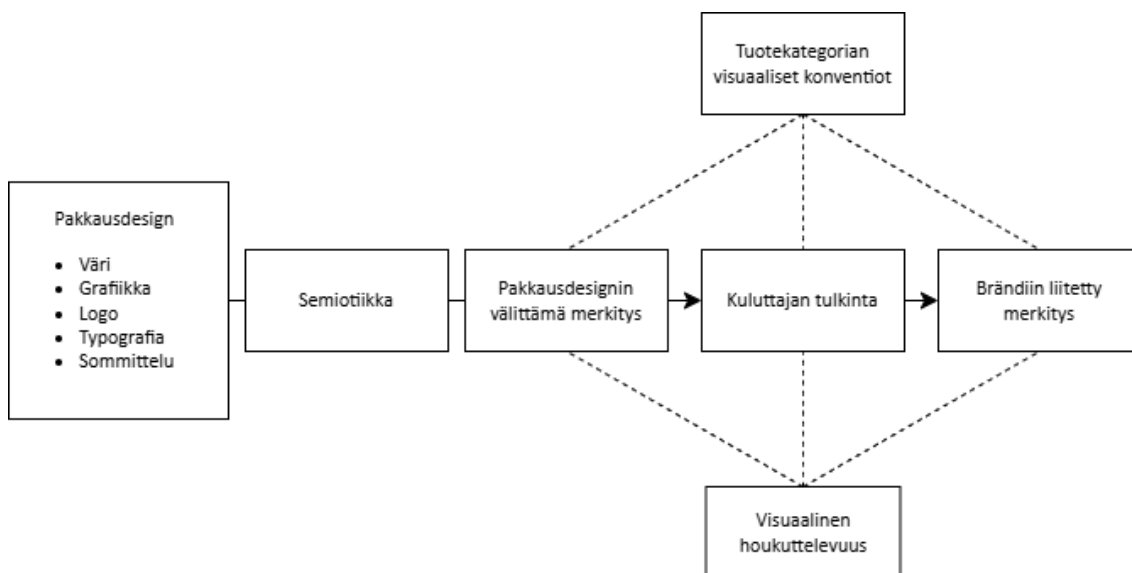 Tuotekategorian
visuaaliset konventiot
Pakkausdesign
• Väri
• Grafiikka
• Logo
• Typografia
• Sommittelu
Semiotiikka
Pakkausdesignin
välittämä merkitys
Kuluttajan tulkinta
Brändiin liitetty
merkitys
Visuaalinen
houkuttelevuus